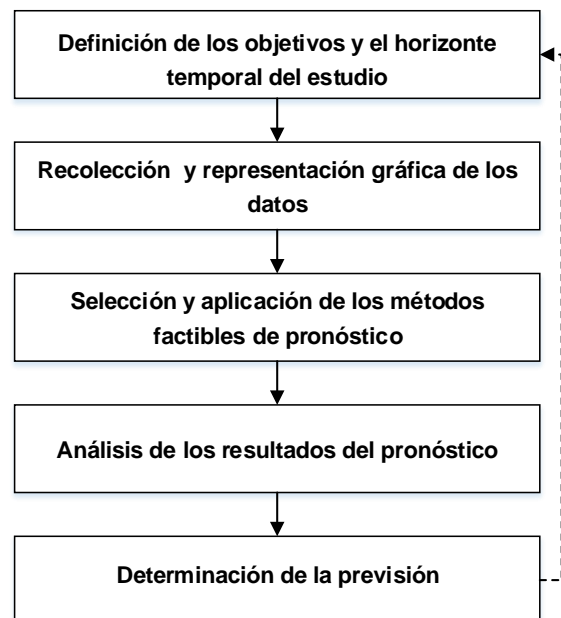 Definición de los objetivos y el horizonte
temporal del estudio
Recolección y representación gráfica de los
datos
Selección y aplicación de los métodos
factibles de pronóstico
Análisis de los resultados del pronóstico
Determinación de la previsión